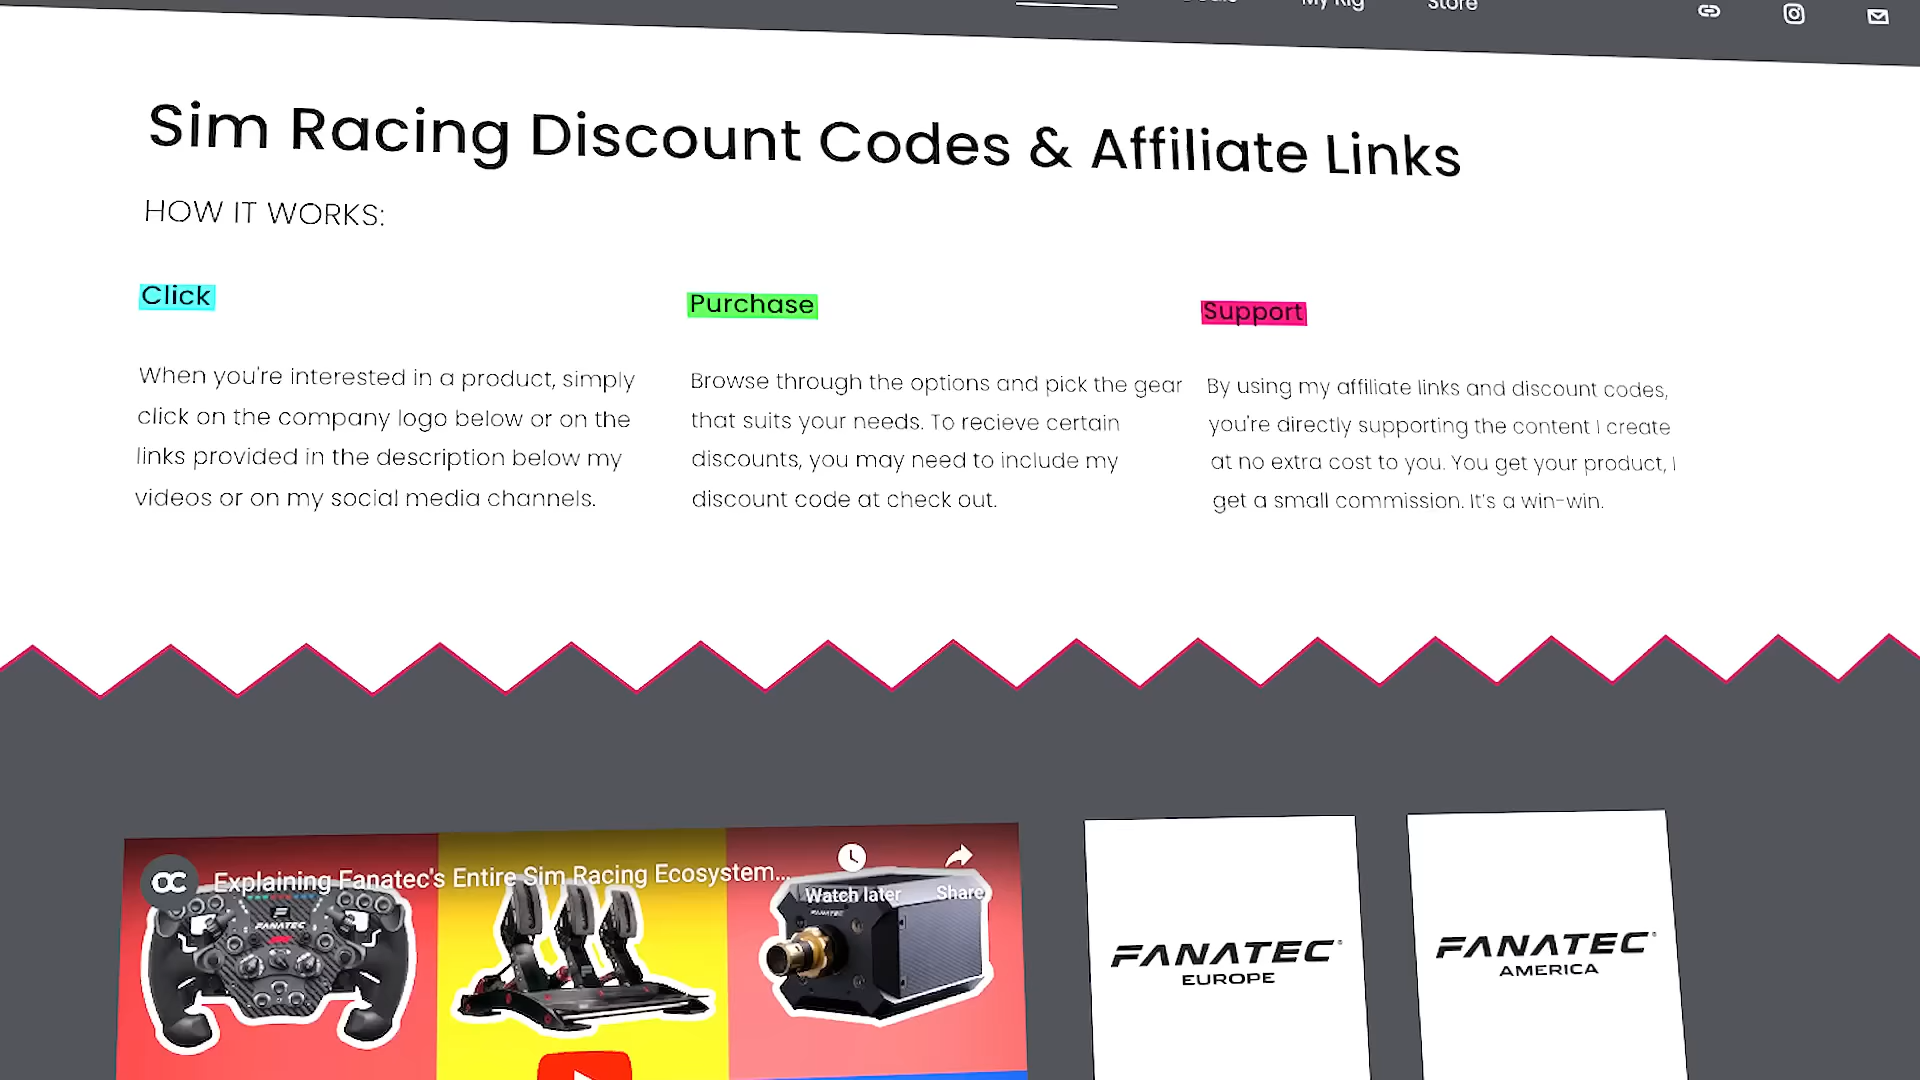 My Rig
Store
Sim Racing Discount Codes & Affiliate Links
HOW IT WORKS:
Click
When you're interested in a product, simply
click on the company logo below or on the
links provided in the description below my
videos or on my social media channels.
Purchase
Browse through the options and pick the gear
that suits your needs. To recieve certain
discounts, you may need to include my
discount code at check out.
Support
By using my affiliate links and discount codes,
you're directly supporting the content I create
at no extra cost to you. You get your product, I
get a small commission. It's a win-win.
OC
Explaining Fanatec's Entire Sim Racing Ecosystem...
Watch later
Share
FANATEC
FANATEC
FANATEC
EUROPE
FANATEC
AMERICA